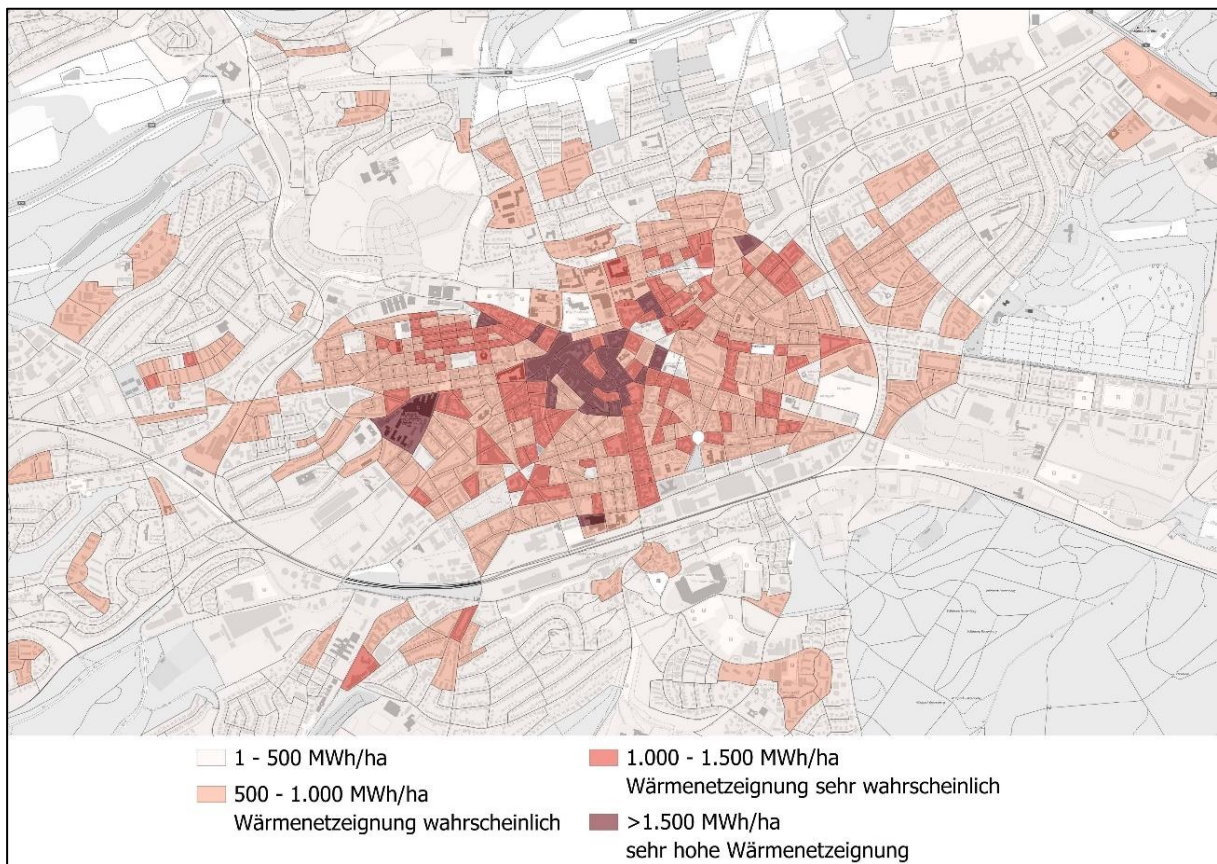 1 - 500 MWh/ha
500 - 1.000 MWh/ha
Wärmenetzeignung wahrscheinlich
1.000 - 1.500 MWh/ha
Wärmenetzeignung sehr wahrscheinlich
>1.500 MWh/ha
sehr hohe Wärmenetzeignung